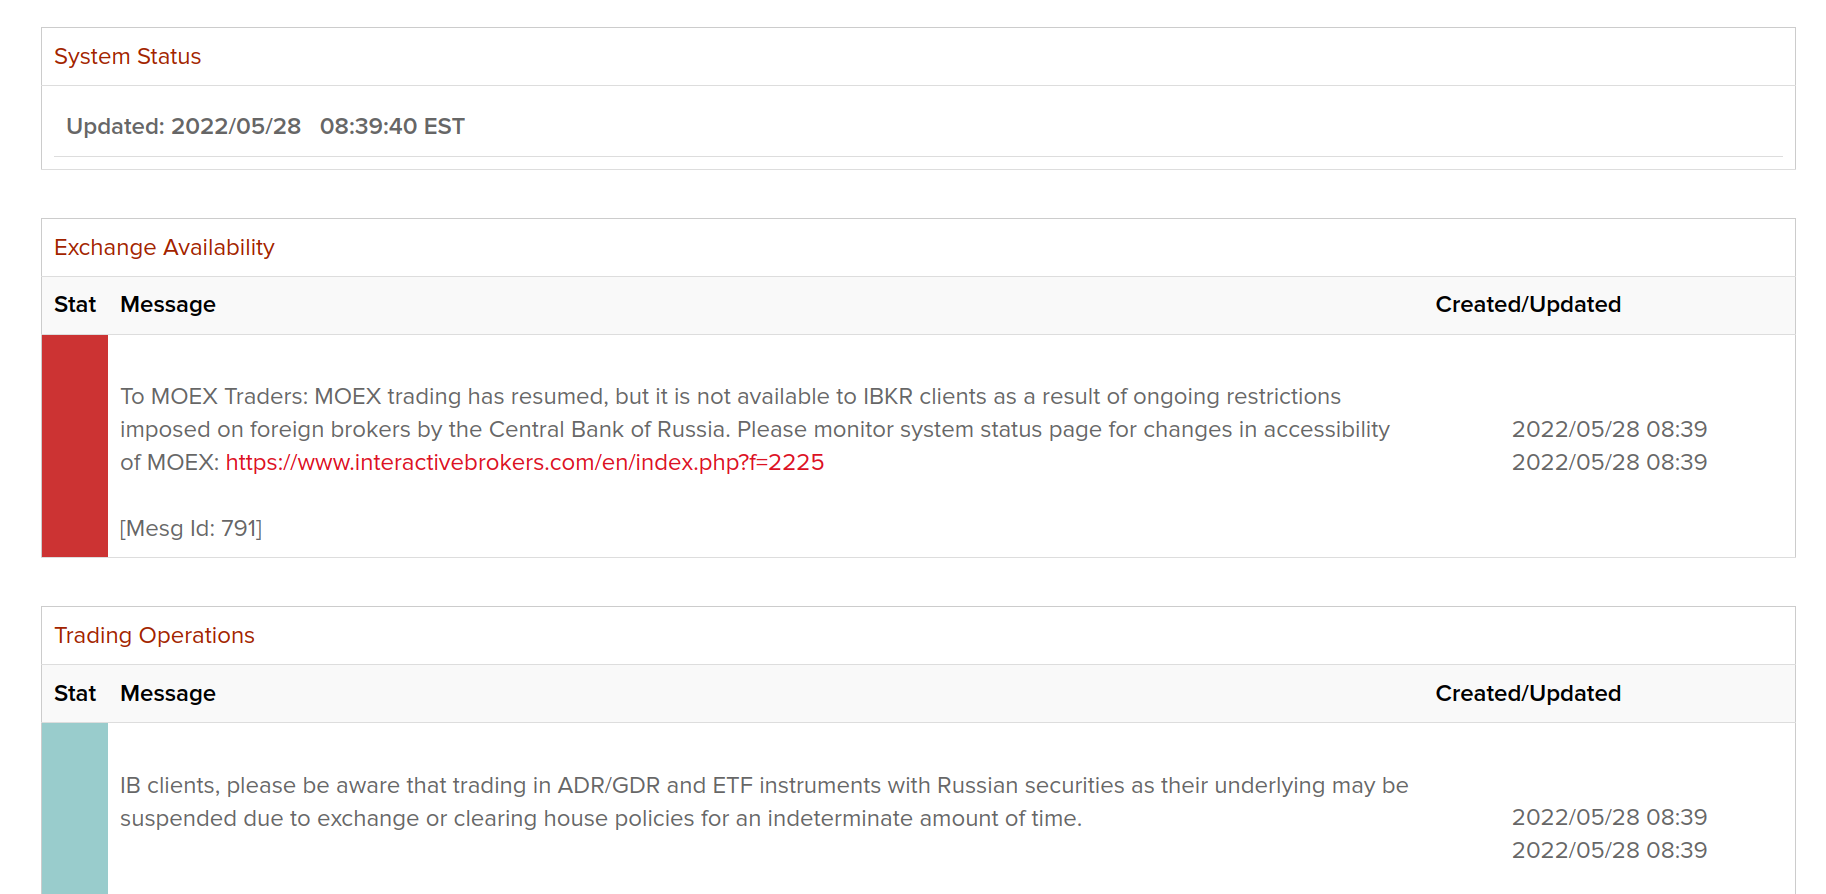 System Status
Updated: 2022/05/28 08:39:40 EST
Exchange Availability
Stat Message Created/Updated
To MOEX Traders: MOEX trading has resumed, but it is not available to IBKR clients as a result of ongoing restrictions
imposed on foreign brokers by the Central Bank of Russia. Please monitor system status page for changes in accessibility
of MOEX: https://www.interactivebrokers.com/en/index.php?f=2225
[Mesg Id: 791]
2022/05/28 08:39
2022/05/28 08:39
Trading Operations
Stat Message Created/Updated
IB clients, please be aware that trading in ADR/GDR and ETF instruments with Russian securities as their underlying may be
suspended due to exchange or clearing house policies for an indeterminate amount of time.
2022/05/28 08:39
2022/05/28 08:39